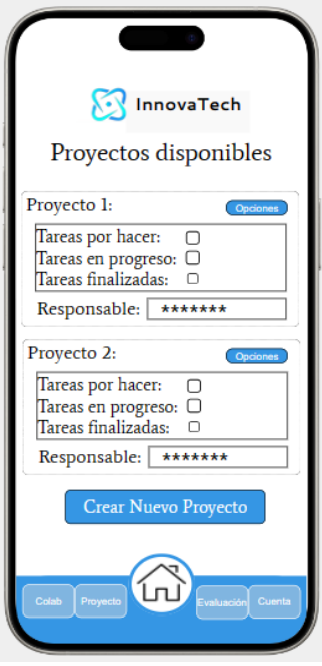 InnovaTech
Proyectos disponibles
Proyecto 1:
Opciones
Tareas por hacer:
Tareas en progreso:
Tareas finalizadas:
Responsable: *******
Proyecto 2:
Opciones
Tareas por hacer:
Tareas en progreso:
Tareas finalizadas:
Responsable: *******
Crear Nuevo Proyecto
Colab Proyecto Evaluación Cuenta